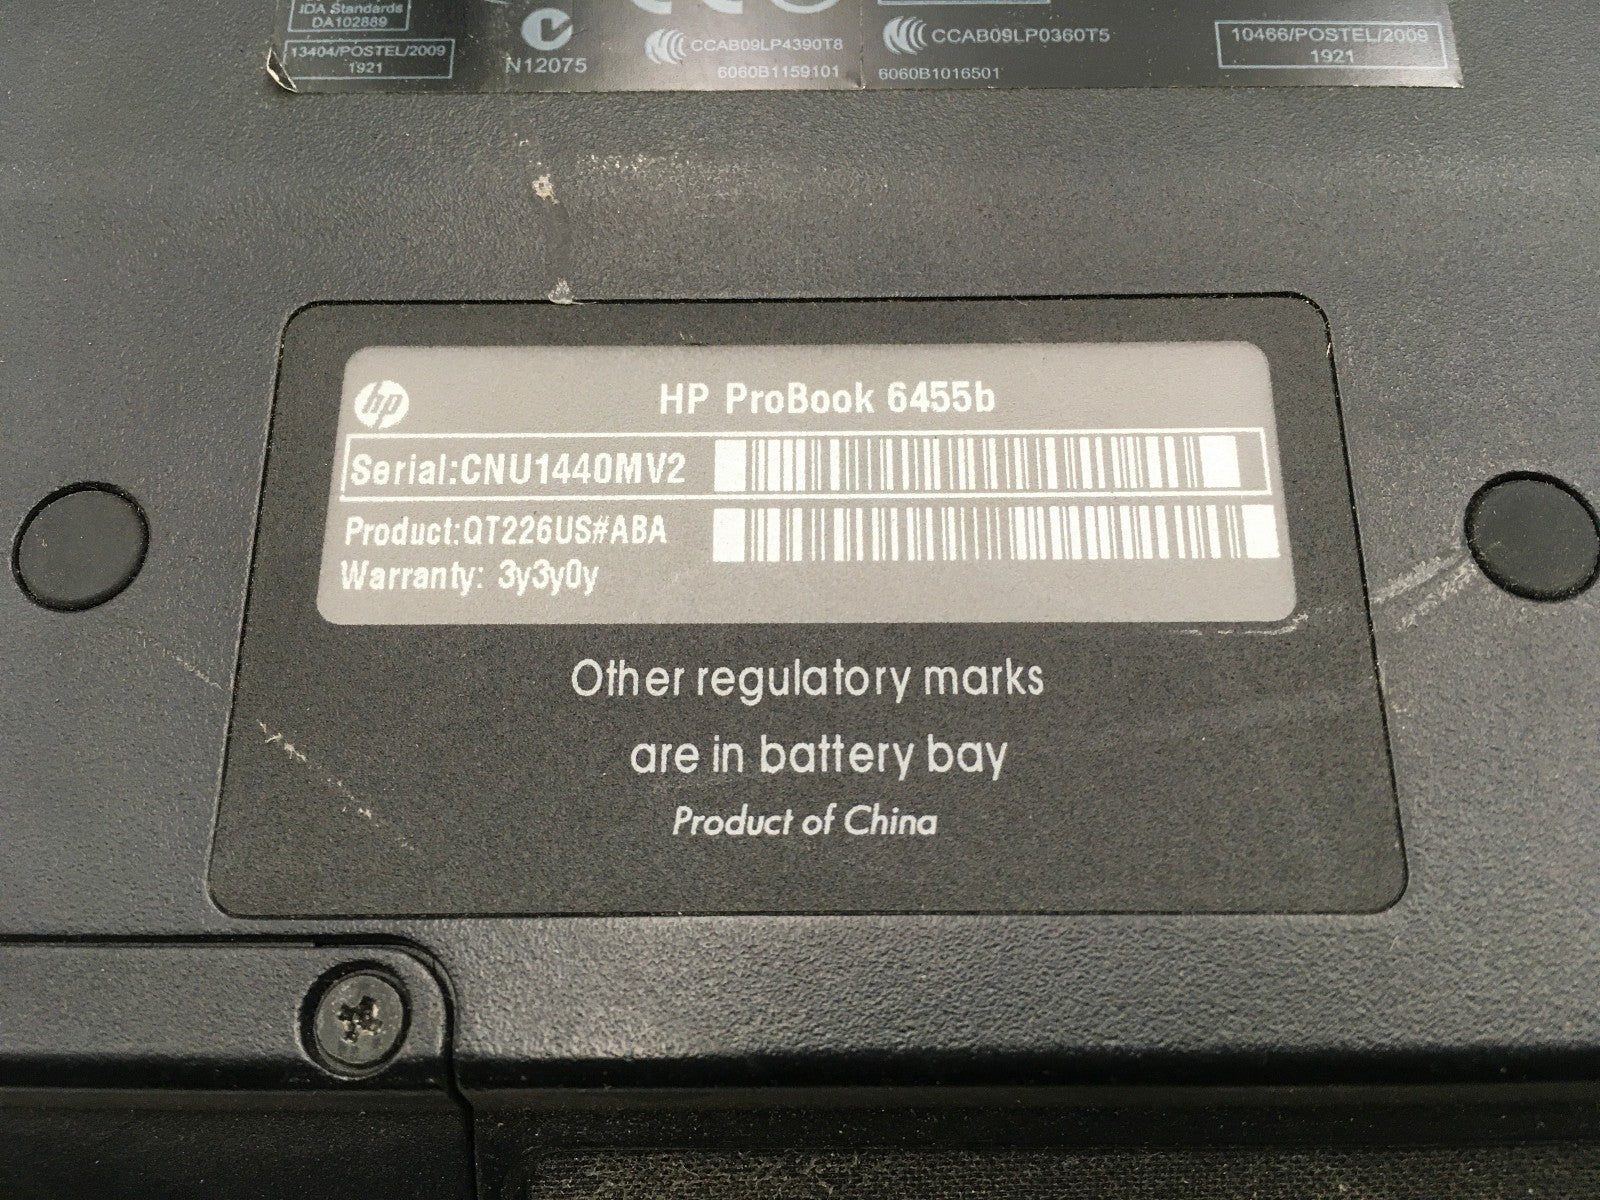 IDA Standards
DA102889
13404/POSTEL/2009
1921
N12075
CCAB09LP4390T8
6060B1159101
CCAB09LP0360T5
6060B1016501
10466/POSTEL/2009
1921
hp
HP ProBook 6455b
Serial:CNU1440MV2
Product:QT226US#ABA
Warranty: 3y3y0y
Other regulatory marks
are in battery bay
Product of China